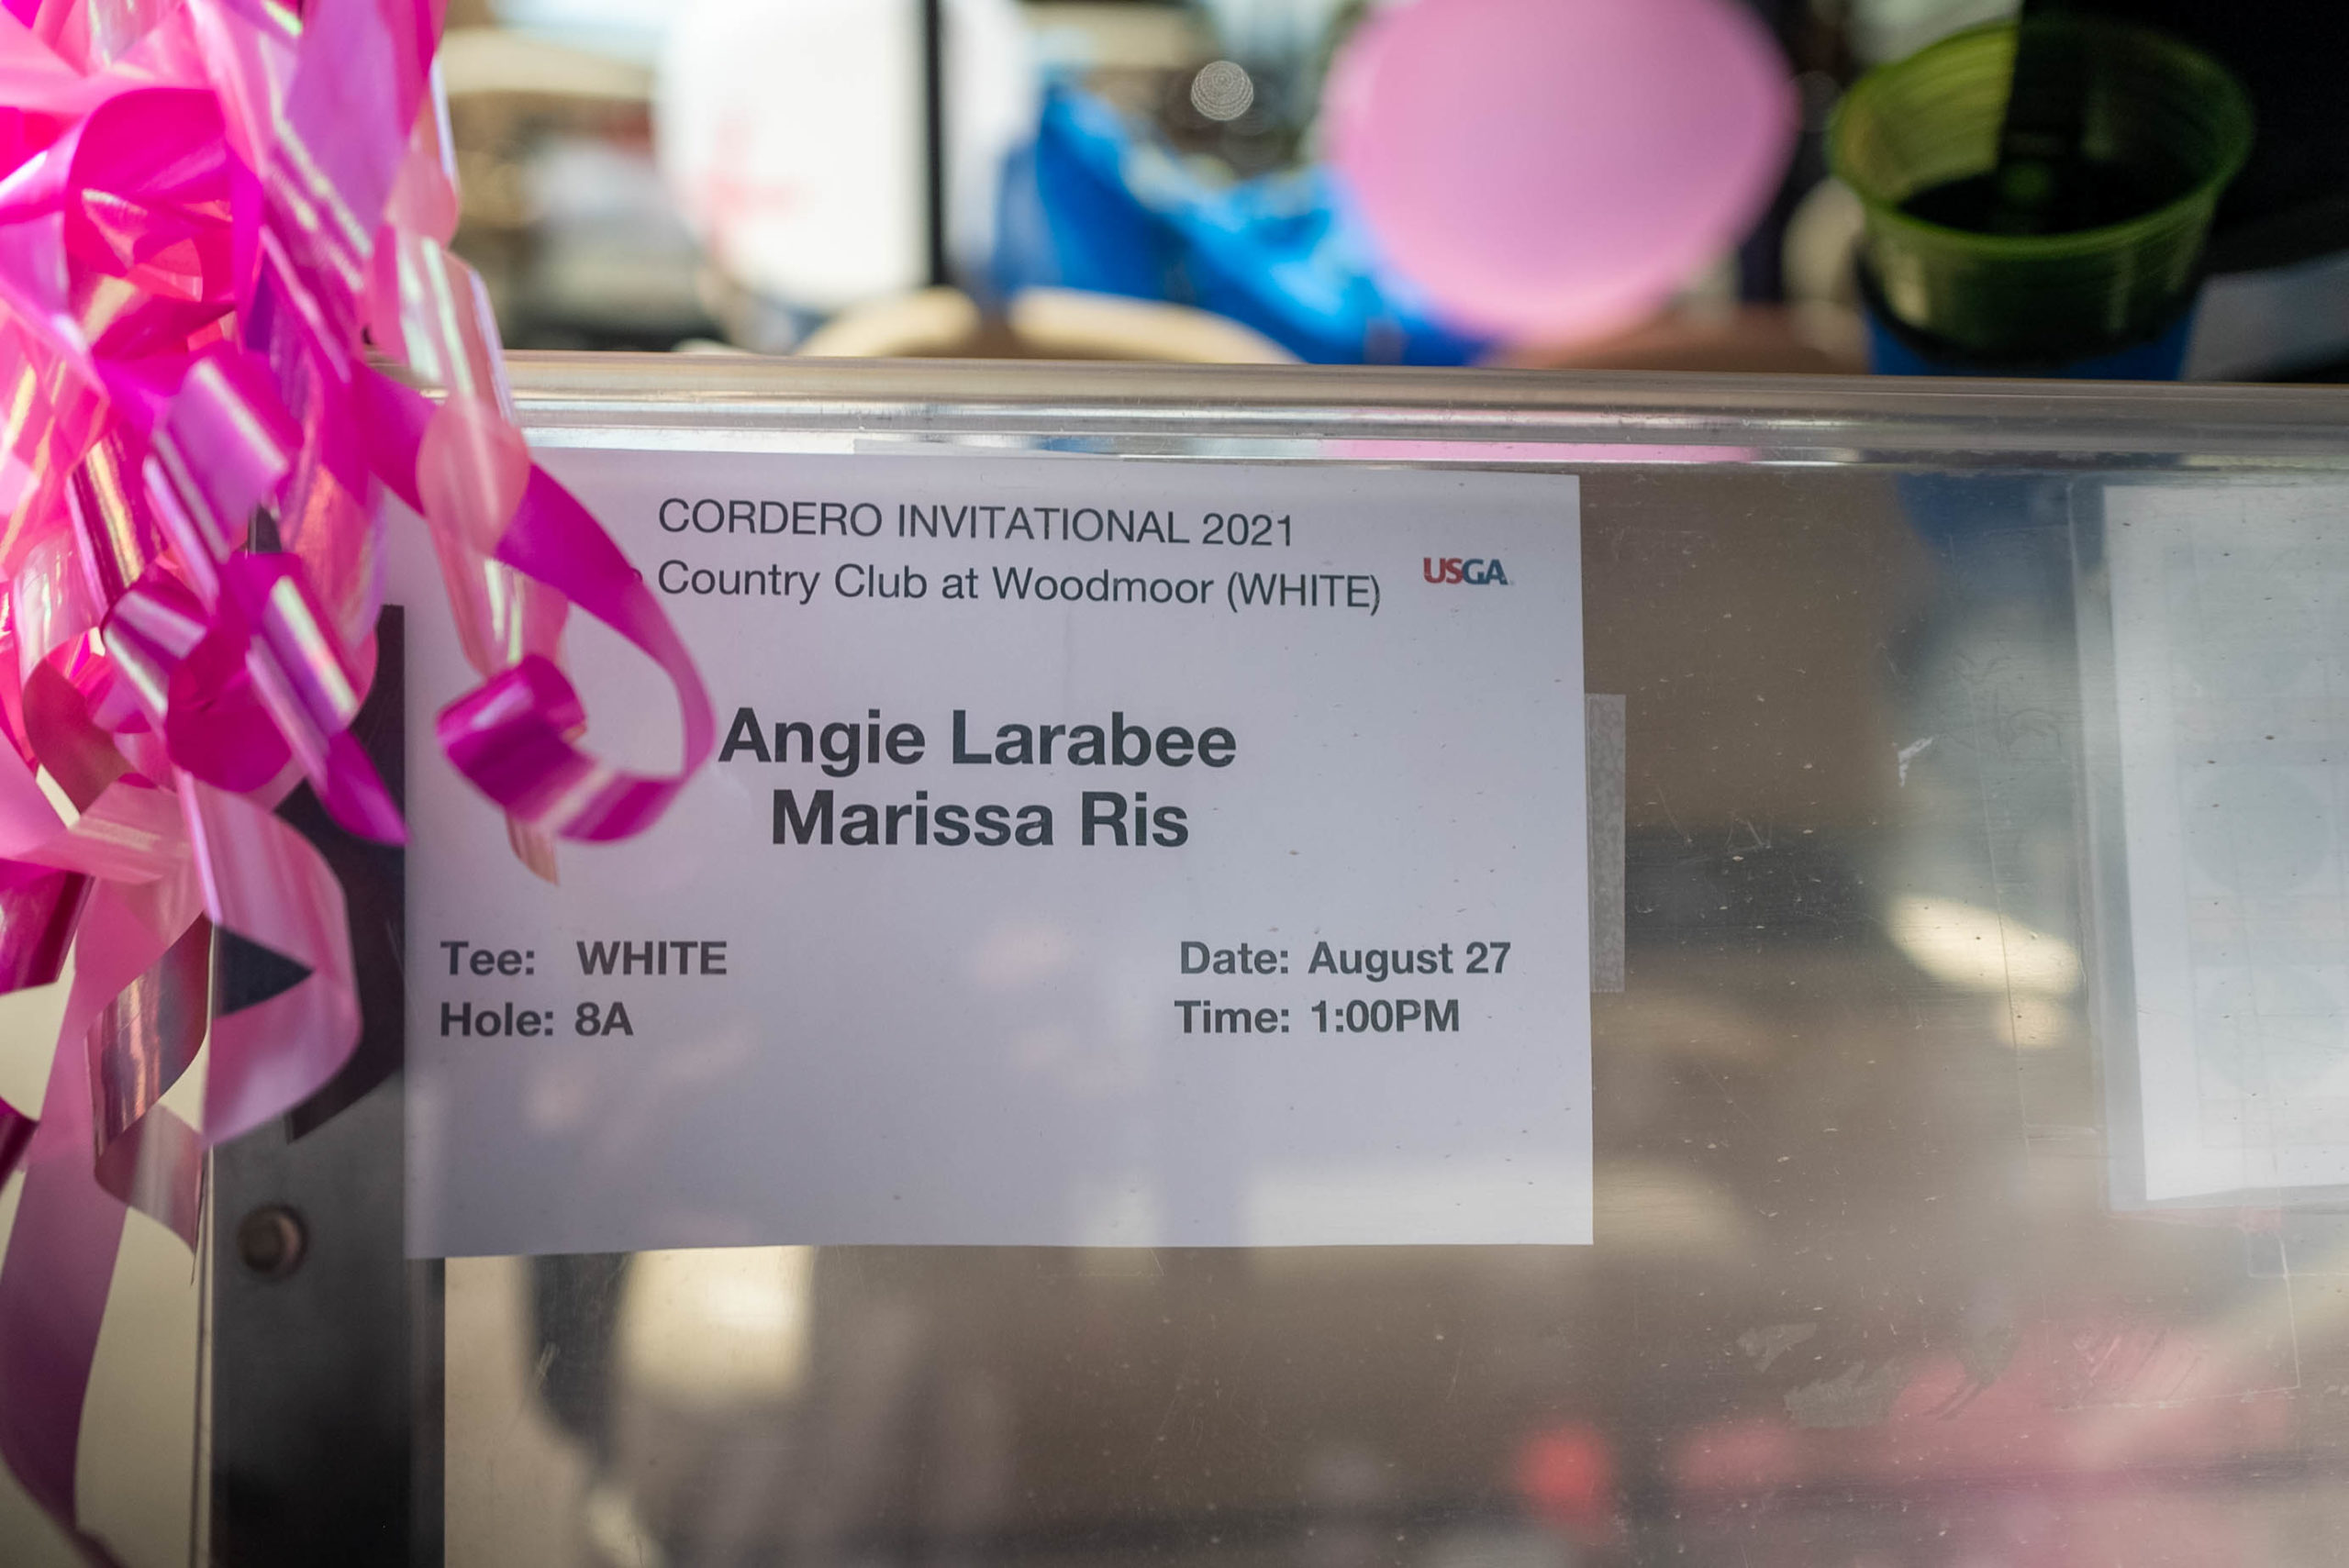 CORDERO INVITATIONAL 2021
Country Club at Woodmoor (WHITE)
USGA
Angie Larabee
Marissa Ris
Tee: WHITE
Hole: 8A
Date: August 27
Time: 1:00PM